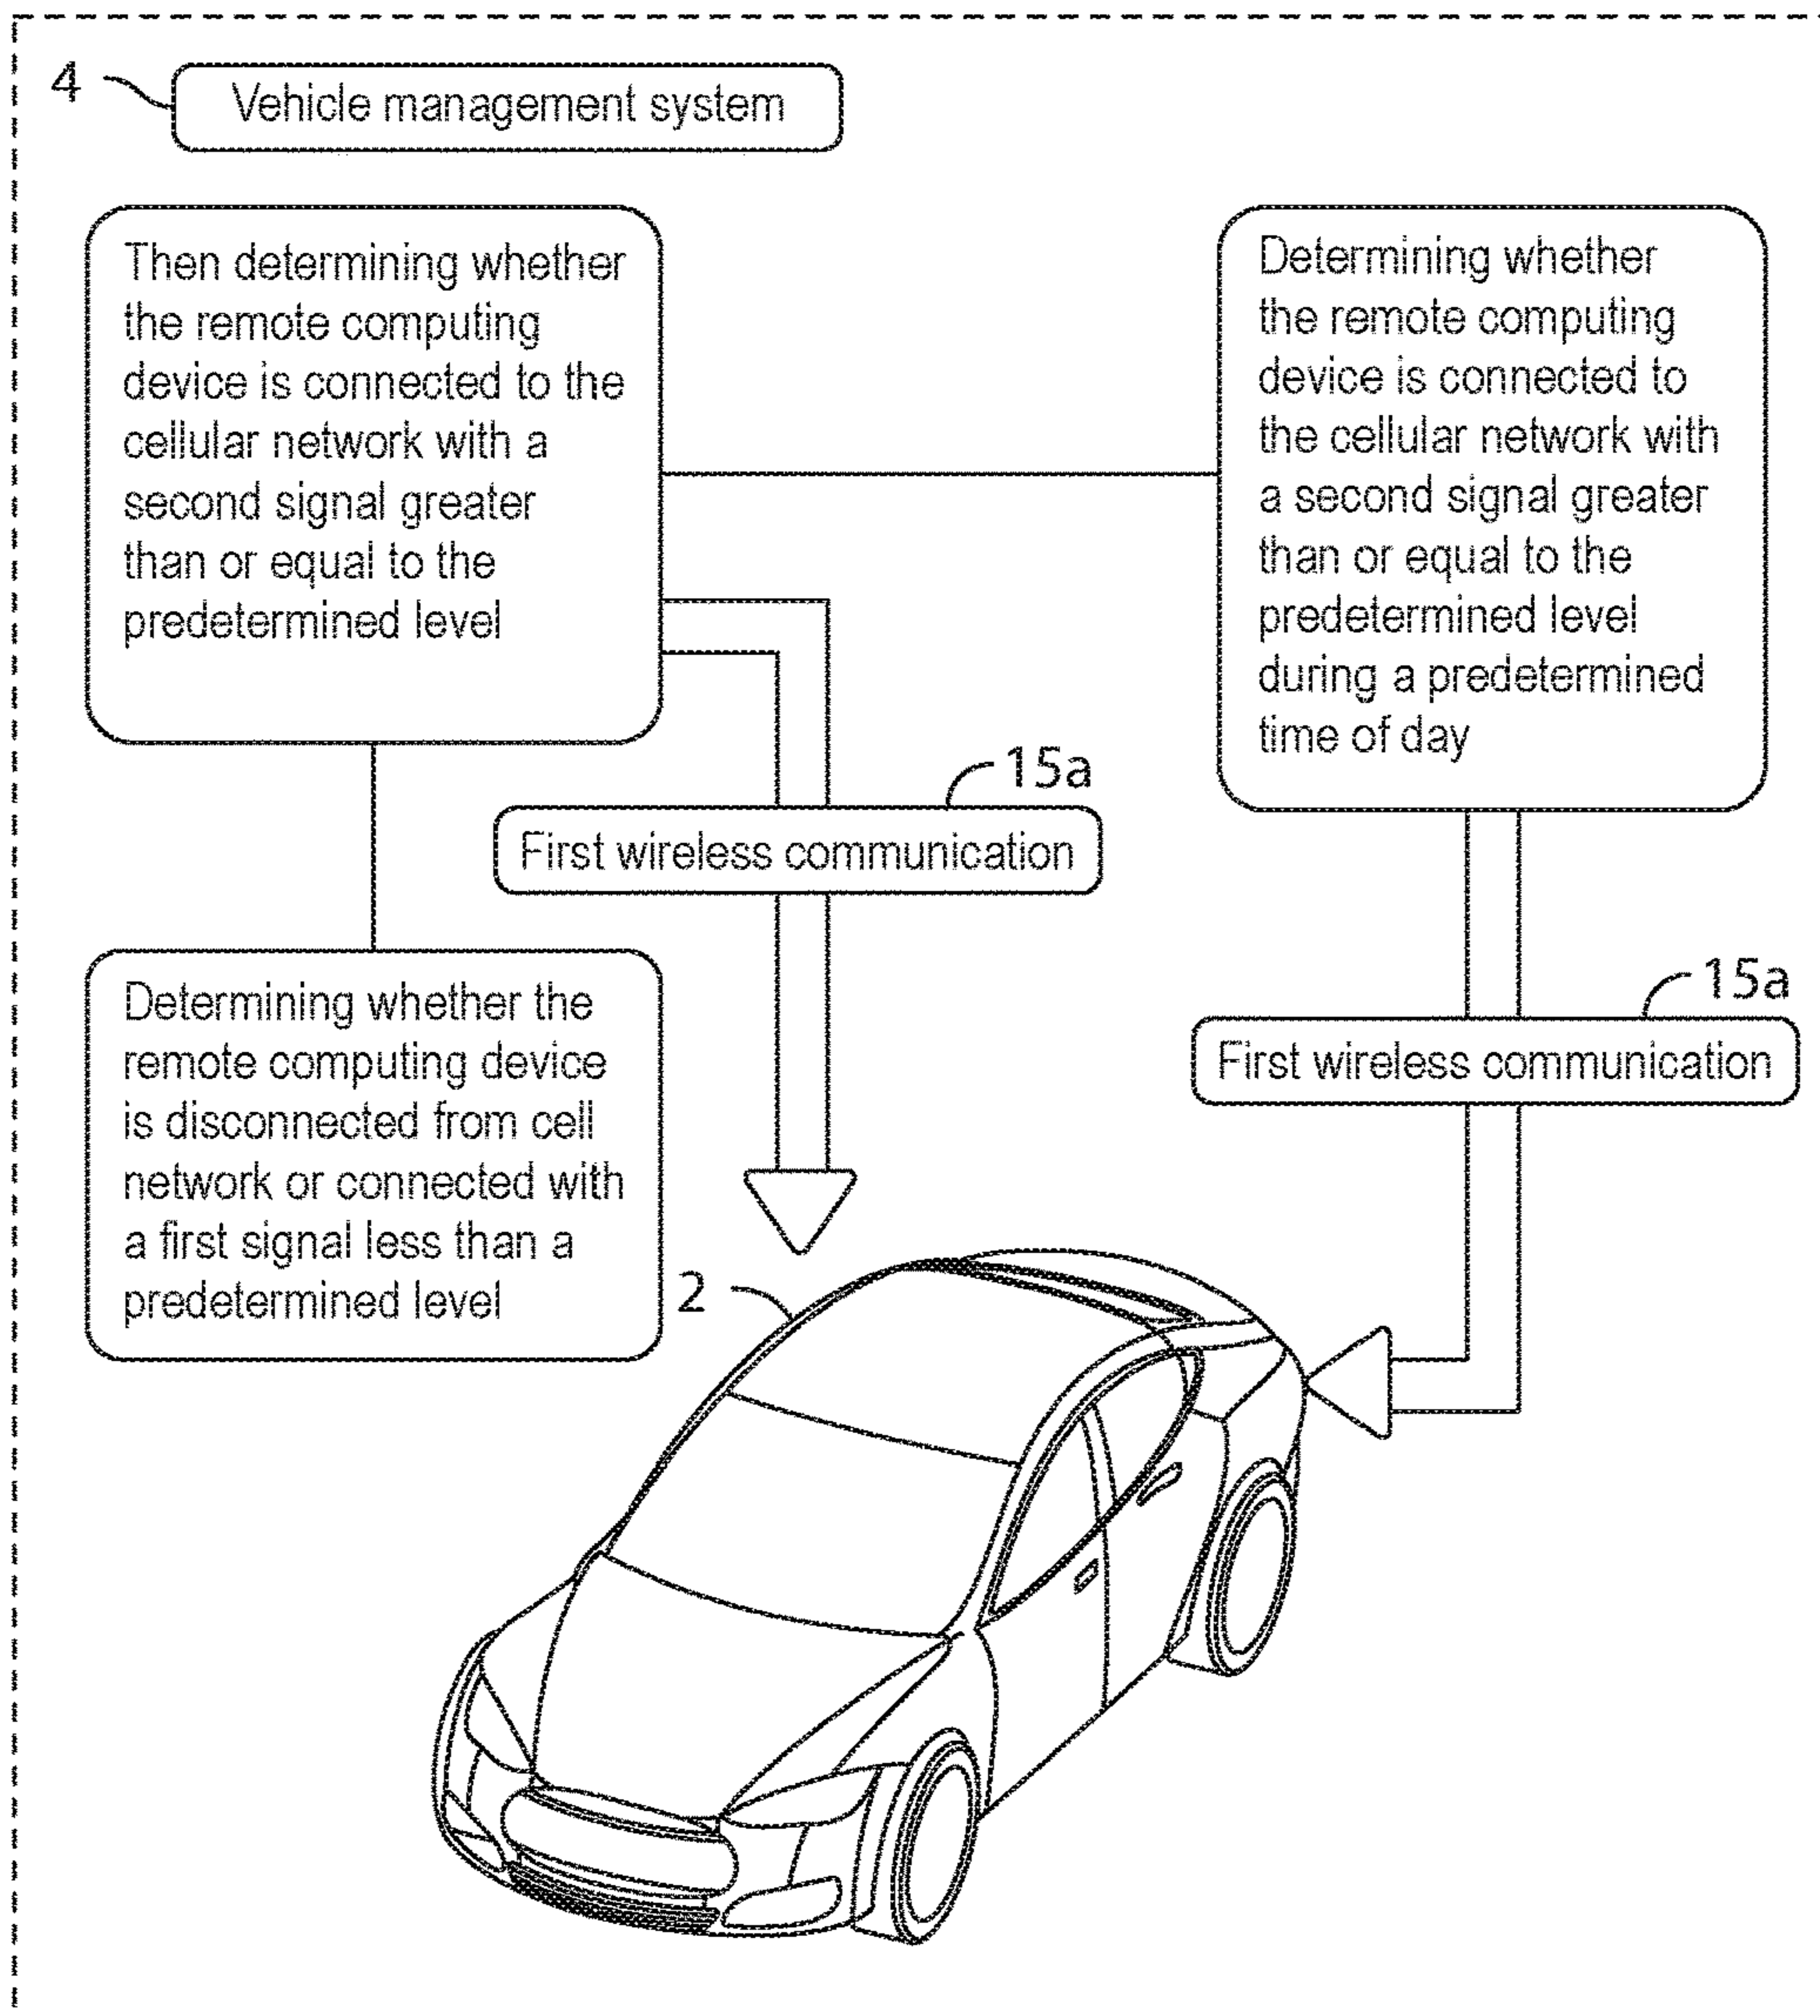 4
Vehicle management system
Then determining whether
the remote computing
device is connected to the
cellular network with a
second signal greater
than or equal to the
predetermined level
Determining whether
the remote computing
device is connected to
the cellular network with
a second signal greater
than or equal to the
predetermined level
during a predetermined
time of day
15a
First wireless communication
15a
First wireless communication
Determining whether the
remote computing device
is disconnected from cell
network or connected with
a first signal less than a
predetermined level
2